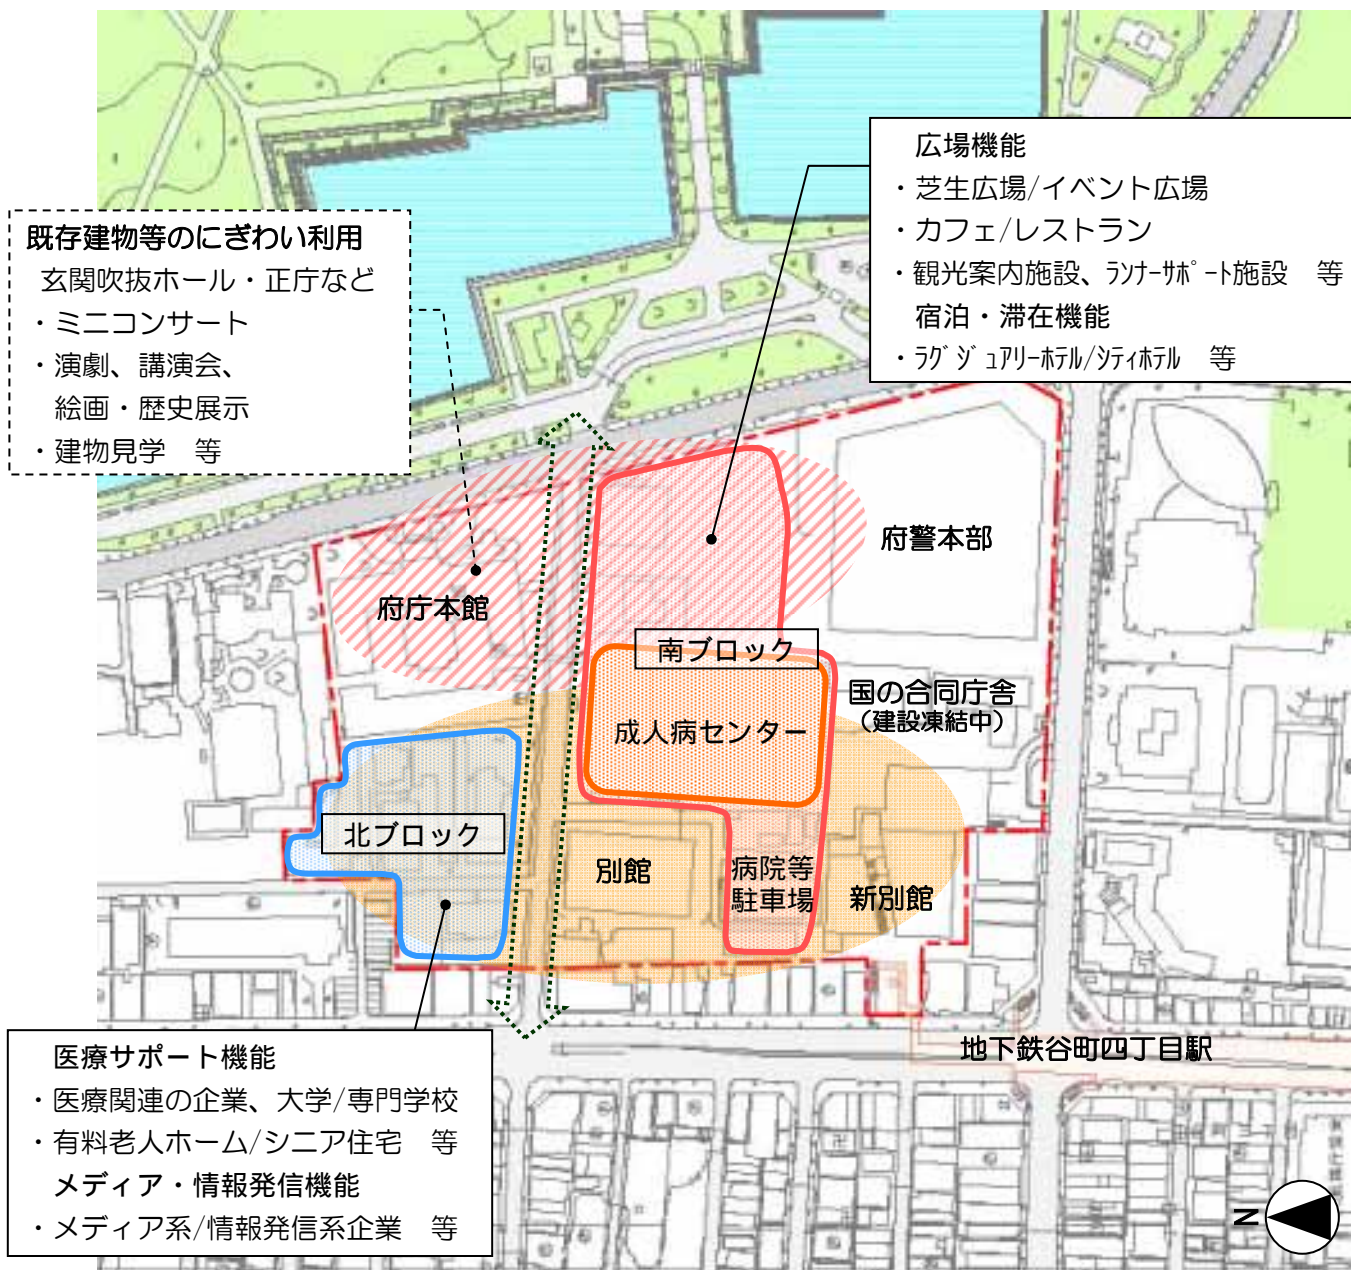 広場機能
・芝生広場/イベント広場
・カフェ/レストラン
・観光案内施設、ﾗﾝﾅｰｻﾎﾟｰﾄ施設　等
宿泊・滞在機能
・ﾗｸﾞｼﾞｭｱﾘｰﾎﾃﾙ/ｼﾃｨﾎﾃﾙ　等
既存建物等のにぎわい利用
玄関吹抜ホール・正庁など
・ミニコンサート
・演劇、講演会、
絵画・歴史展示
・建物見学　等
府警本部
府庁本館
南ブロック
国の合同庁舎
（建設凍結中）
成人病センター
北ブロック
別館
病院等
駐車場
新別館
地下鉄谷町四丁目駅
医療サポート機能
・医療関連の企業、大学/専門学校
・有料老人ホーム/シニア住宅　等
メディア・情報発信機能
・メディア系/情報発信系企業　等
N